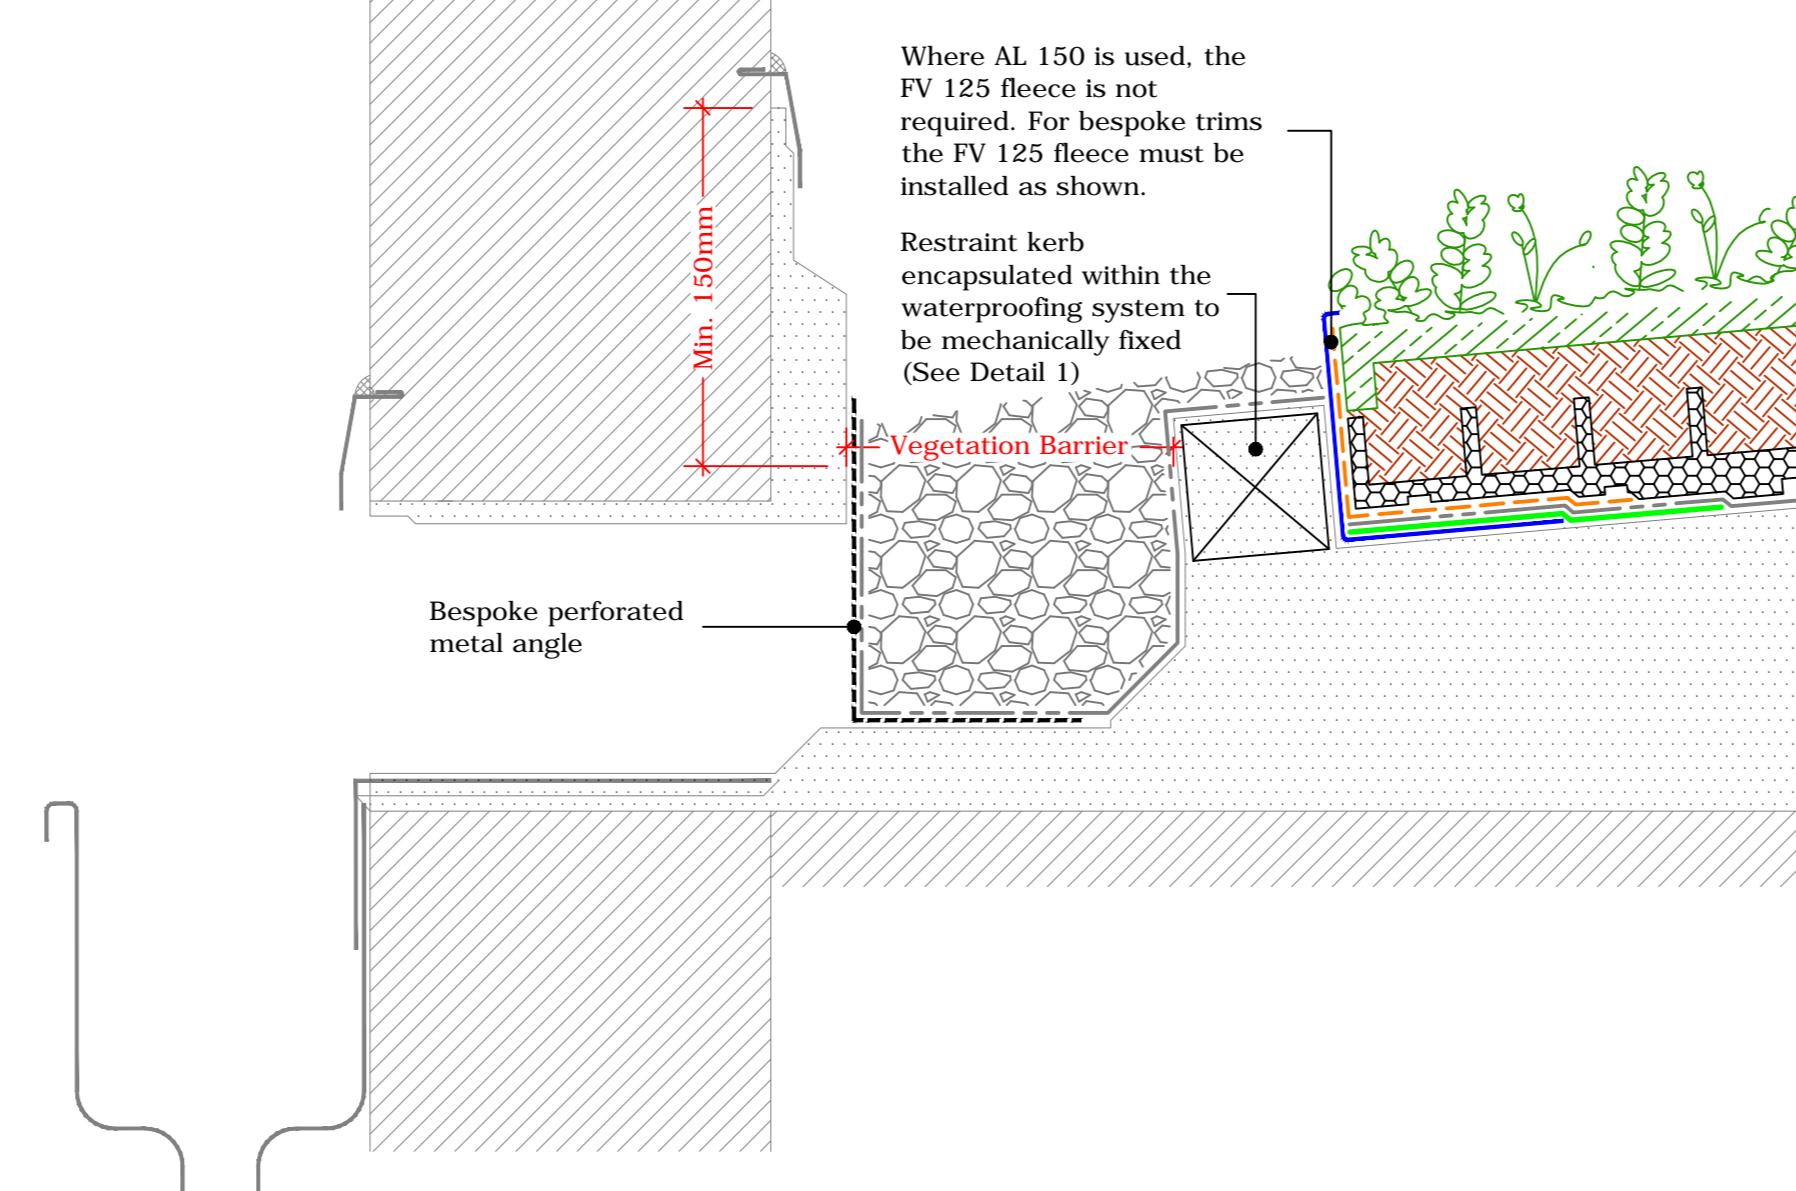 Where AL 150 is used, the
FV 125 fleece is not
required. For bespoke trims
the FV 125 fleece must be
installed as shown.
Restraint kerb
encapsulated within the
waterproofing system to
be mechanically fixed
(See Detail 1)
Min. 150mm
Vegetation Barrier
Bespoke perforated
metal angle